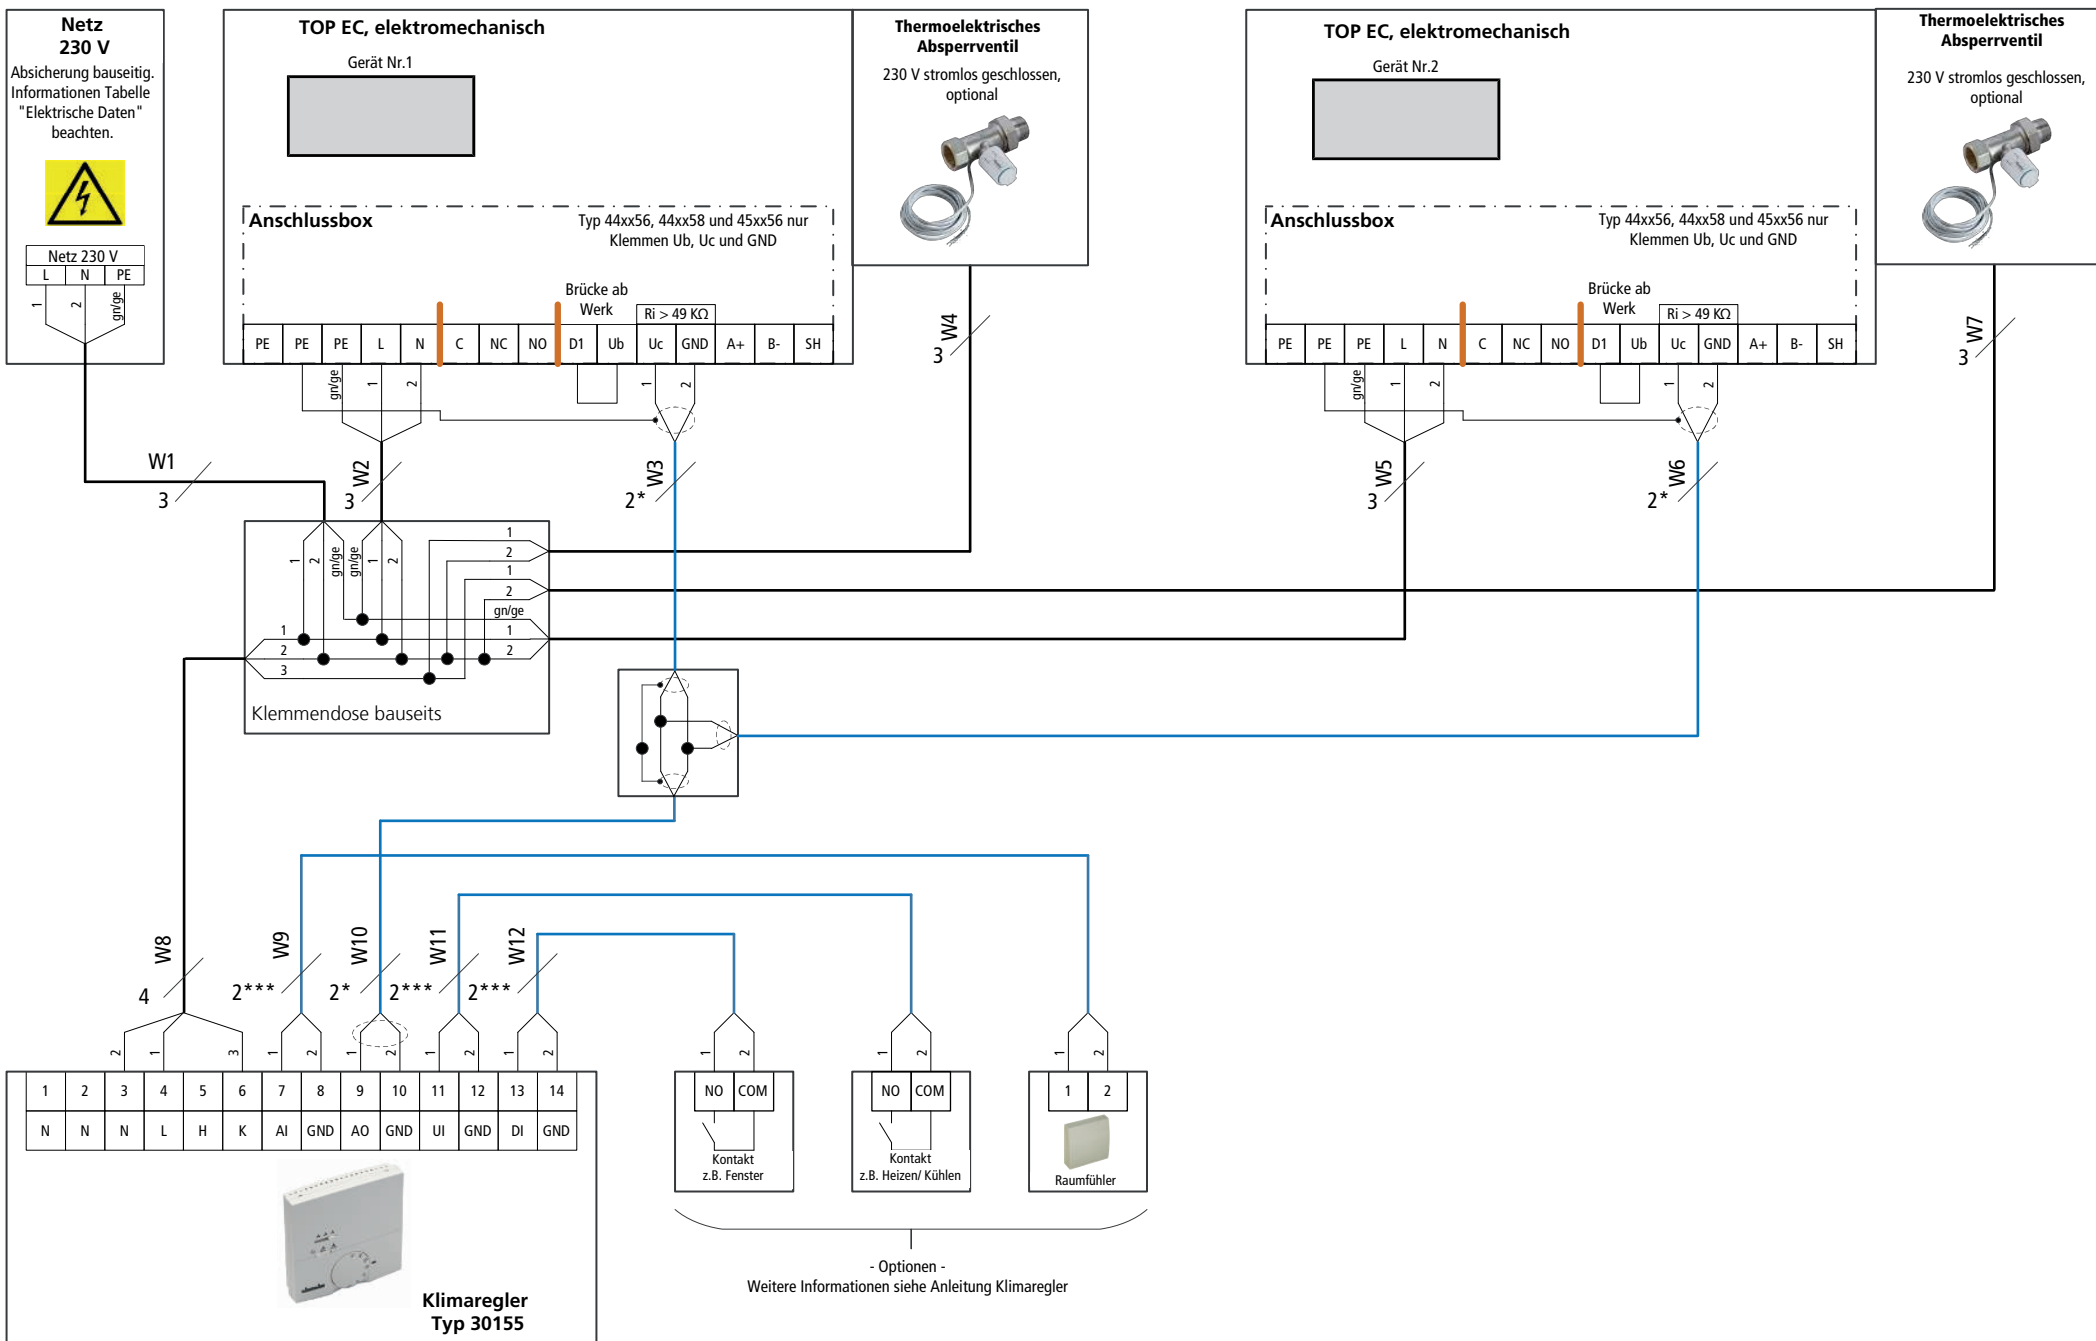 Netz
230 V
Absicherung bauseitig.
Informationen Tabelle
"Elektrische Daten"
beachten.
Netz 230 V
L N PE
1 2 gn/ge
TOP EC, elektromechanisch
Gerät Nr.1
Anschlussbox
Typ 44xx56, 44xx58 und 45xx56 nur
Klemmen Ub, Uc und GND
Brücke ab
Werk
Ri > 49 KΩ
PE PE PE L N C NC NO D1 Ub Uc GND A+ B- SH
gn/ge 1 2 1 2
Thermoelektrisches
Absperrventil
230 V stromlos geschlossen,
optional
TOP EC, elektromechanisch
Gerät Nr.2
Anschlussbox
Typ 44xx56, 44xx58 und 45xx56 nur
Klemmen Ub, Uc und GND
Brücke ab
Werk
Ri > 49 KΩ
PE PE PE L N C NC NO D1 Ub Uc GND A+ B- SH
gn/ge 1 2 1 2
Thermoelektrisches
Absperrventil
230 V stromlos geschlossen,
optional
W1
3
W2
3
W3
2*
W4
3
W5
3
W6
2*
W7
3
1 2 gn/ge gn/ge 1 2
1
2
1
2
gn/ge
1
2
1
2
3
Klemmendose bauseits
W8
4
W9
2***
W10
2*
W11
2***
W12
2***
2 1 3 1 2 1 2 1 2 1 2
1 2 3 4 5 6 7 8 9 10 11 12 13 14
N N N L H K AI GND AO GND UI GND DI GND
Klimaregler
Typ 30155
1 2
NO COM
Kontakt
z.B. Fenster
1 2
NO COM
Kontakt
z.B. Heizen/ Kühlen
1 2
1 2
Raumfühler
- Optionen -
Weitere Informationen siehe Anleitung Klimaregler